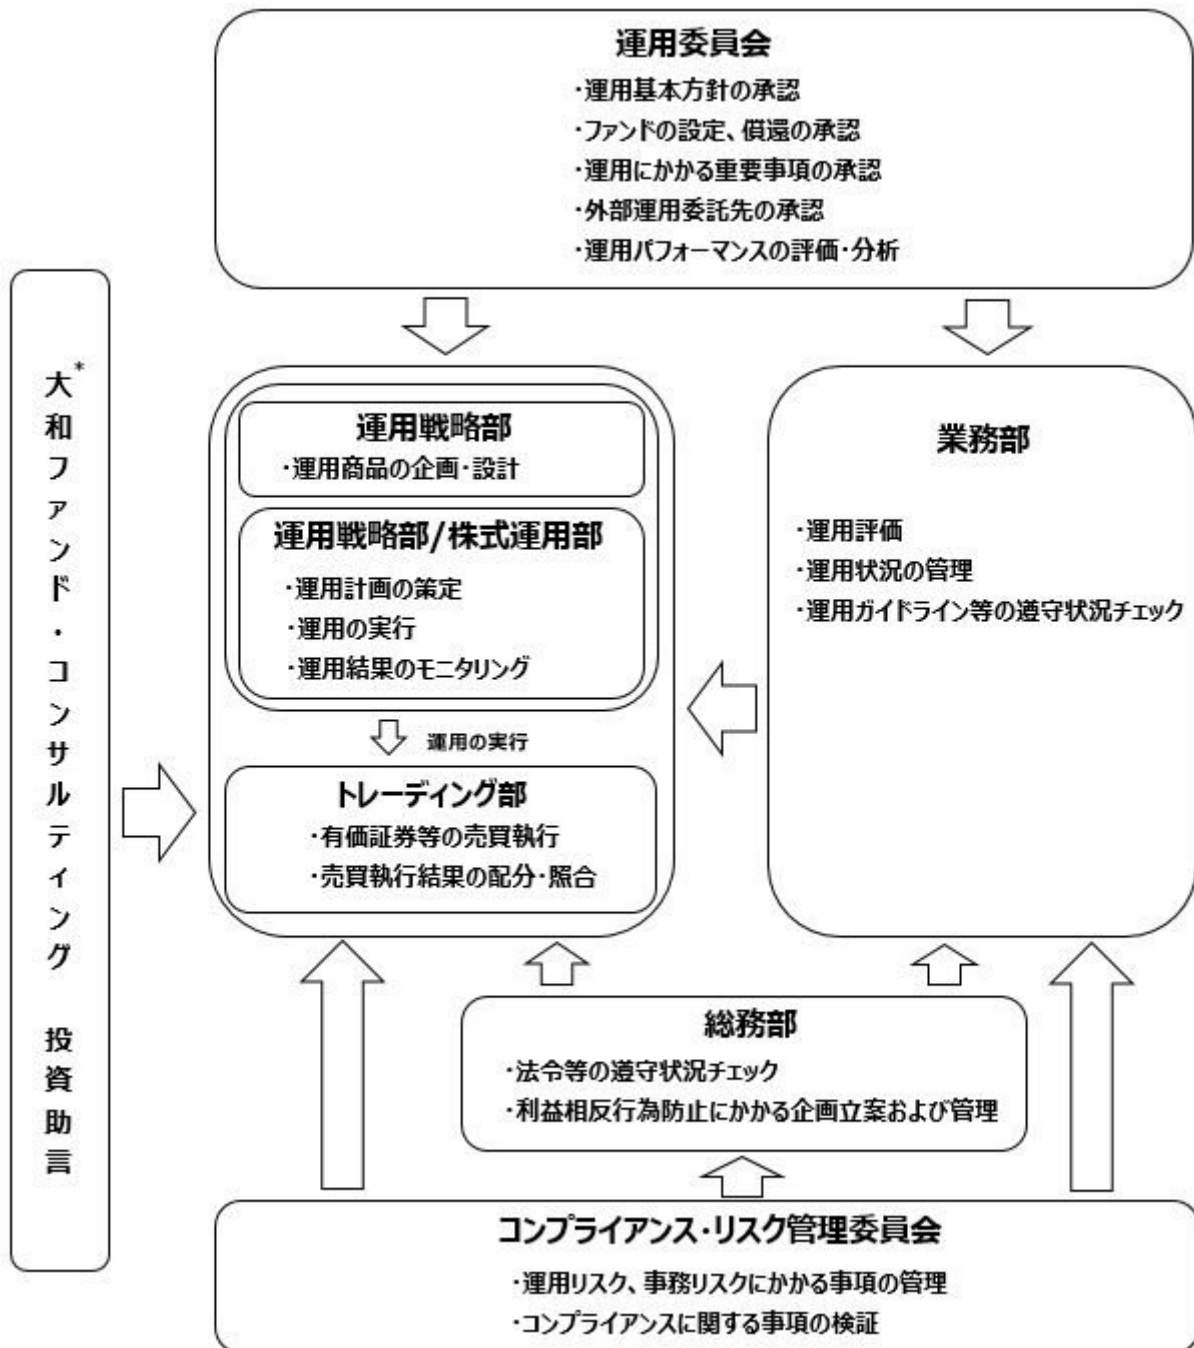 運用委員会
・運用基本方針の承認
・ファンドの設定、償還の承認
・運用にかかる重要事項の承認
・外部運用委託先の承認
・運用パフォーマンスの評価・分析
大和ファンド・コンサルティング 投資助言
*
運用戦略部
・運用商品の企画・設計
運用戦略部/株式運用部
・運用計画の策定
・運用の実行
・運用結果のモニタリング
運用の実行
トレーディング部
・有価証券等の売買執行
・売買執行結果の配分・照合
業務部
・運用評価
・運用状況の管理
・運用ガイドライン等の遵守状況チェック
総務部
・法令等の遵守状況チェック
・利益相反行為防止にかかる企画立案および管理
コンプライアンス・リスク管理委員会
・運用リスク、事務リスクにかかる事項の管理
・コンプライアンスに関する事項の検証